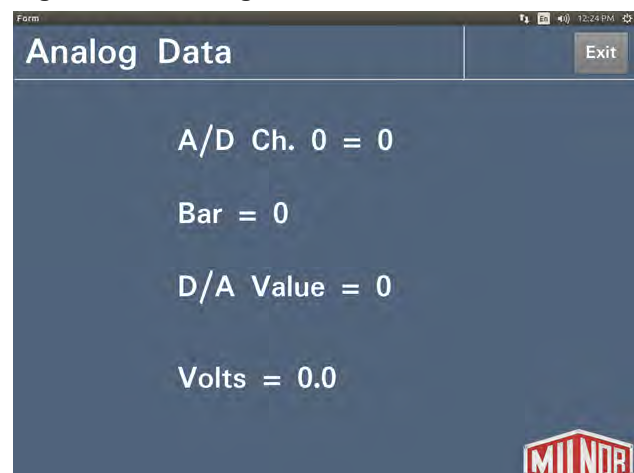 Form
En 12:24 PM
Analog Data
Exit
A/D Ch. 0 = 0
Bar = 0
D/A Value = 0
Volts = 0.0
MILNOR